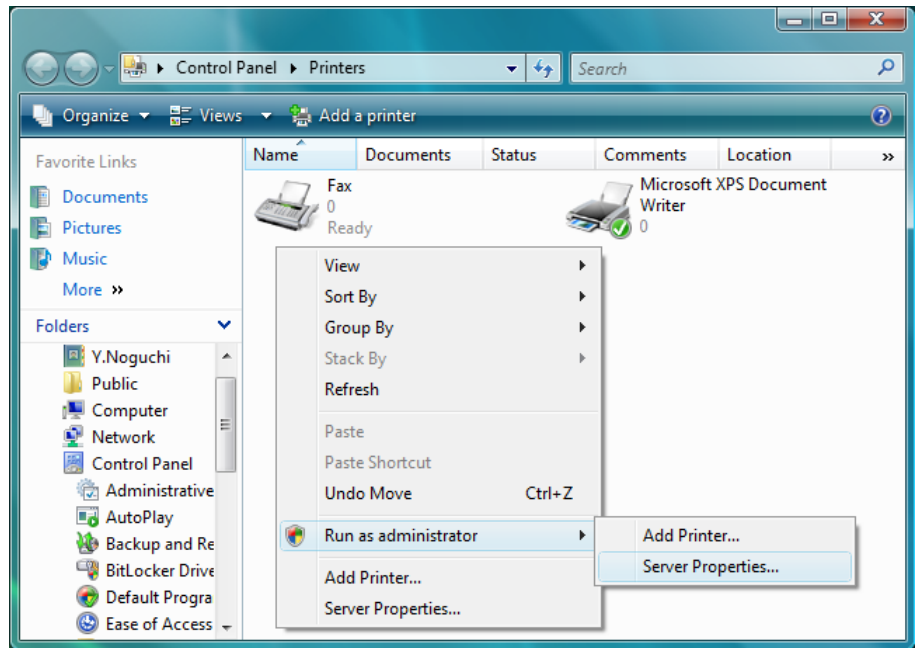 Control Panel Printers
Search
Organize Views Add a printer
Favorite Links
Documents
Pictures
Music
More »
Folders
Y.Noguchi
Public
Computer
Network
Control Panel
Administrative
AutoPlay
Backup and Re
BitLocker Drive
Default Progra
Ease of Access
Name Documents Status Comments Location »
Fax
0
Ready
Microsoft XPS Document
Writer
0
View
Sort By
Group By
Stack By
Refresh
Paste
Paste Shortcut
Undo Move Ctrl+Z
Run as administrator
Add Printer...
Server Properties...
Add Printer...
Server Properties...